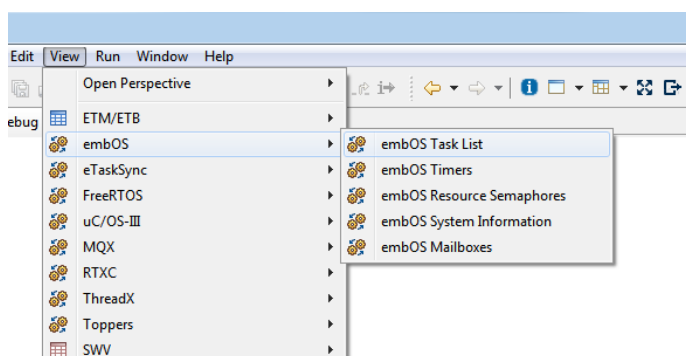 Edit View Run Window Help
Open Perspective
ebug
ETM/ETB
embOS
embOS Task List
eTaskSync
embOS Timers
FreeRTOS
embOS Resource Semaphores
uC/OS-III
embOS System Information
MQX
embOS Mailboxes
RTXC
ThreadX
Toppers
SWV